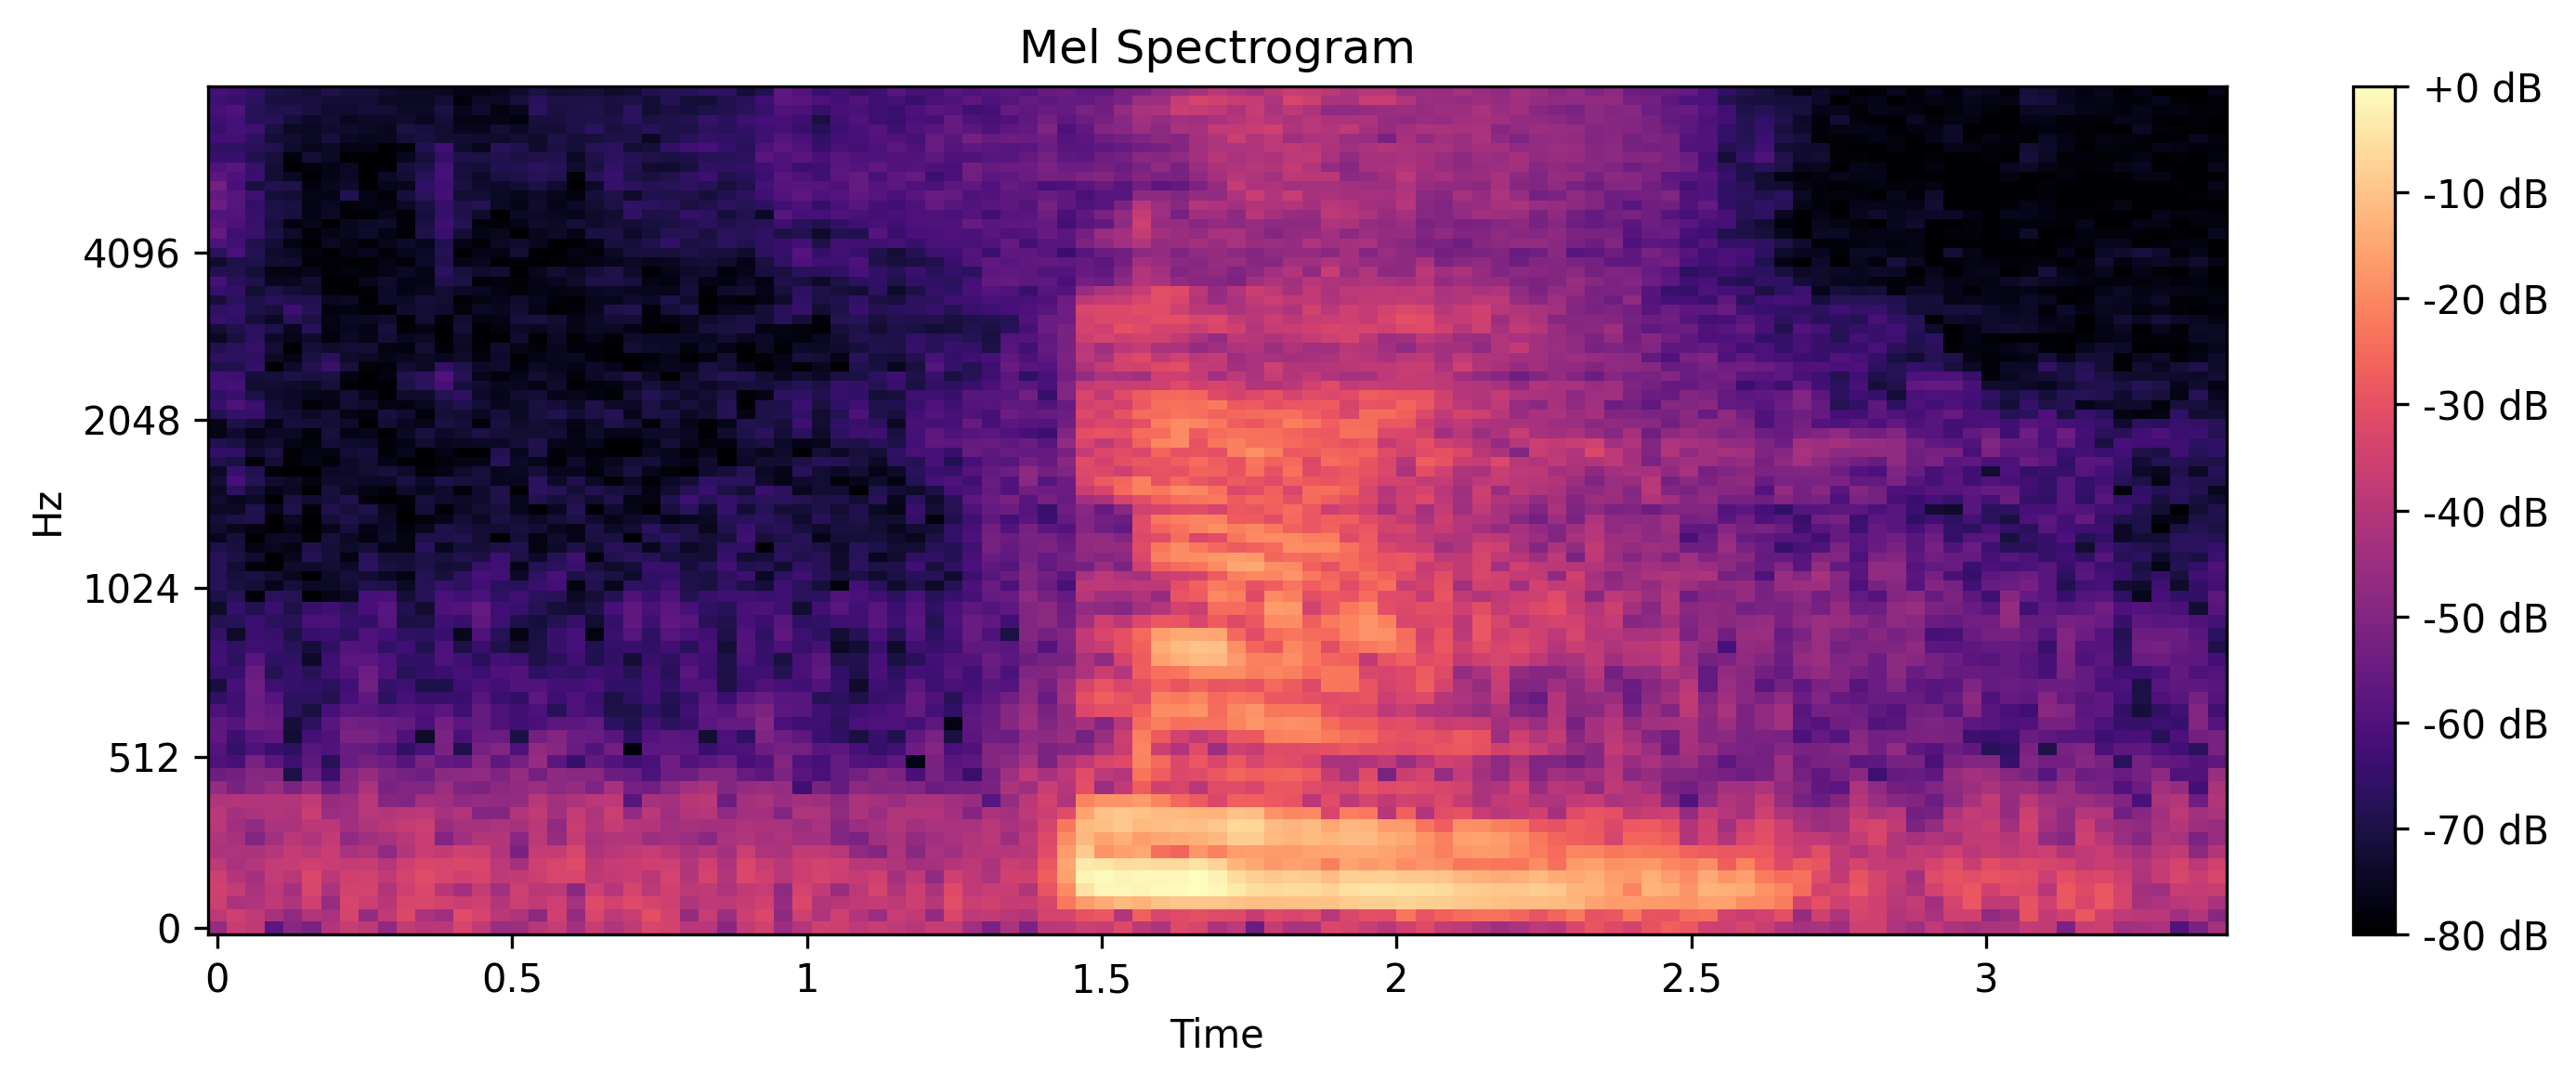 Mel Spectrogram
+0 dB
-10 dB
-20 dB
-30 dB
-40 dB
-50 dB
-60 dB
-70 dB
-80 dB
Hz
4096
2048
1024
512
0
0 0.5 1 1.5 2 2.5 3
Time